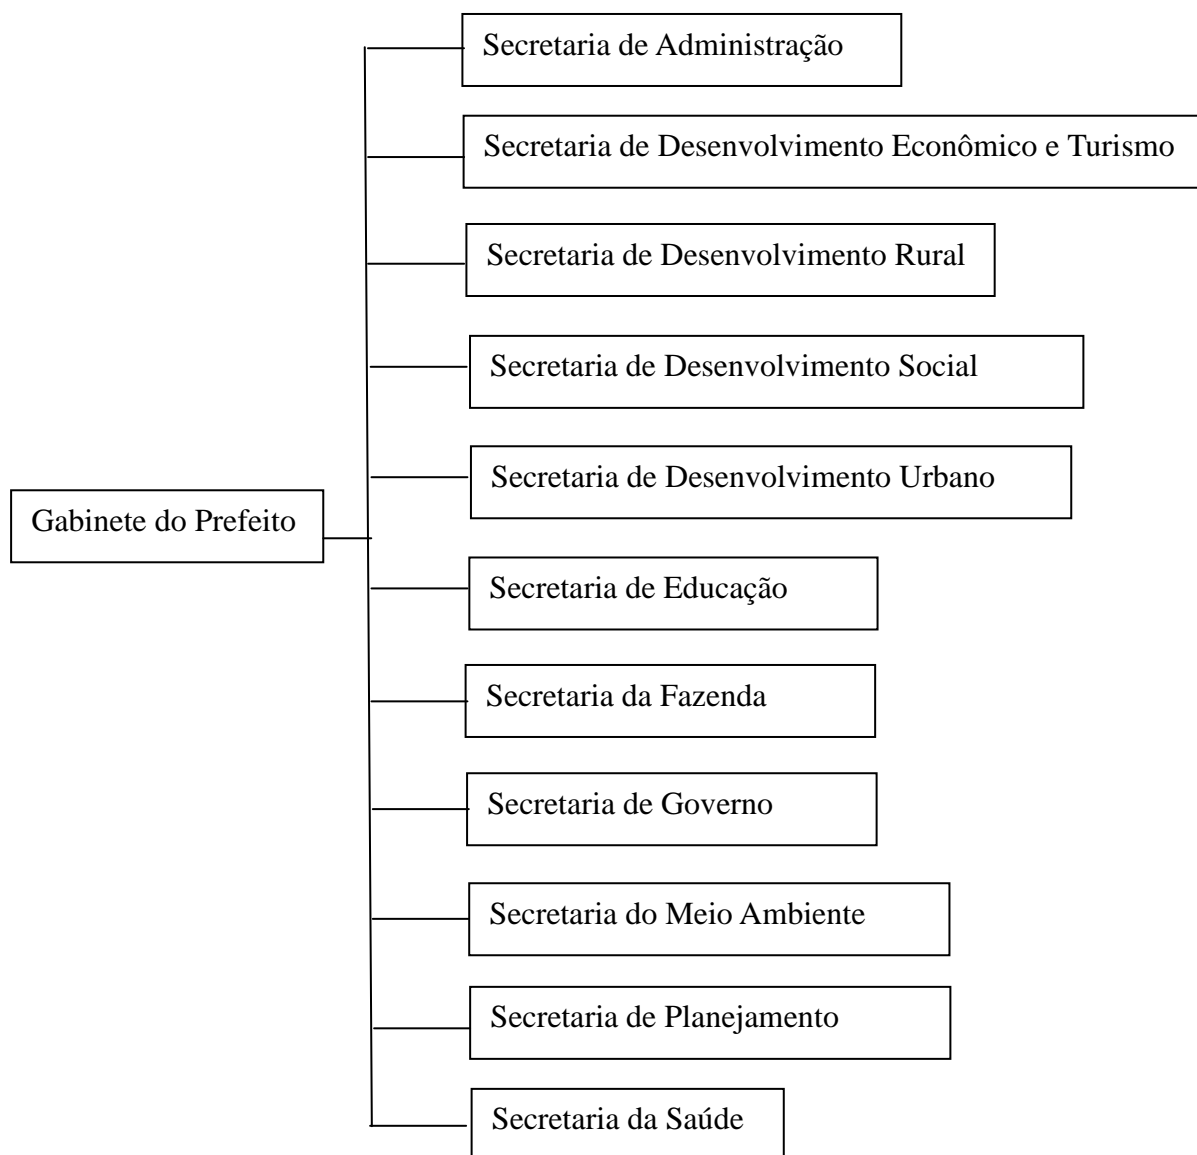 Secretaria de Administração
Secretaria de Desenvolvimento Econômico e Turismo
Secretaria de Desenvolvimento Rural
Secretaria de Desenvolvimento Social
Secretaria de Desenvolvimento Urbano
Gabinete do Prefeito
Secretaria de Educação
Secretaria da Fazenda
Secretaria de Governo
Secretaria do Meio Ambiente
Secretaria de Planejamento
Secretaria da Saúde